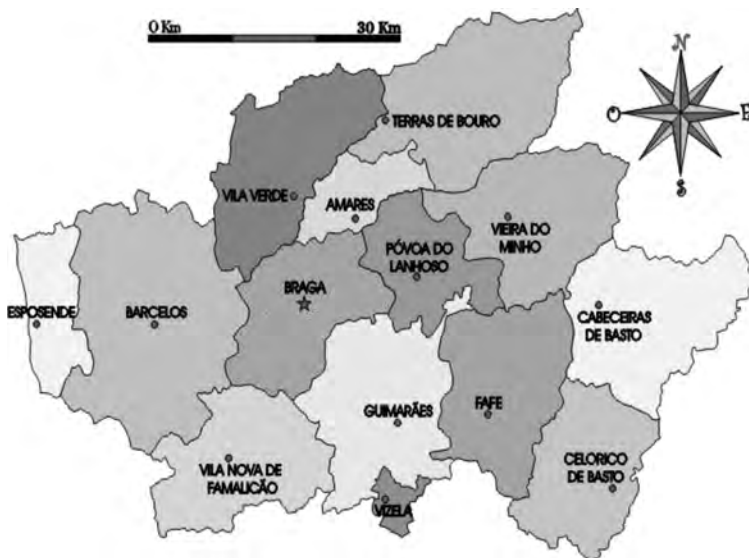 0 Km 30 Km
N
O E
S
TERRAS DE BOURO
VILA VERDE
AMARES
VIEIRA DO
MINHO
PÓVOA DO
LANHOSO
BRAGA
ESPOSENDE
BARCELOS
CABECEIRAS
DE BASTO
GUIMARÃES
FAFE
VILA NOVA DE
FAMALICÃO
CELORICO
DE BASTO
VIZELA